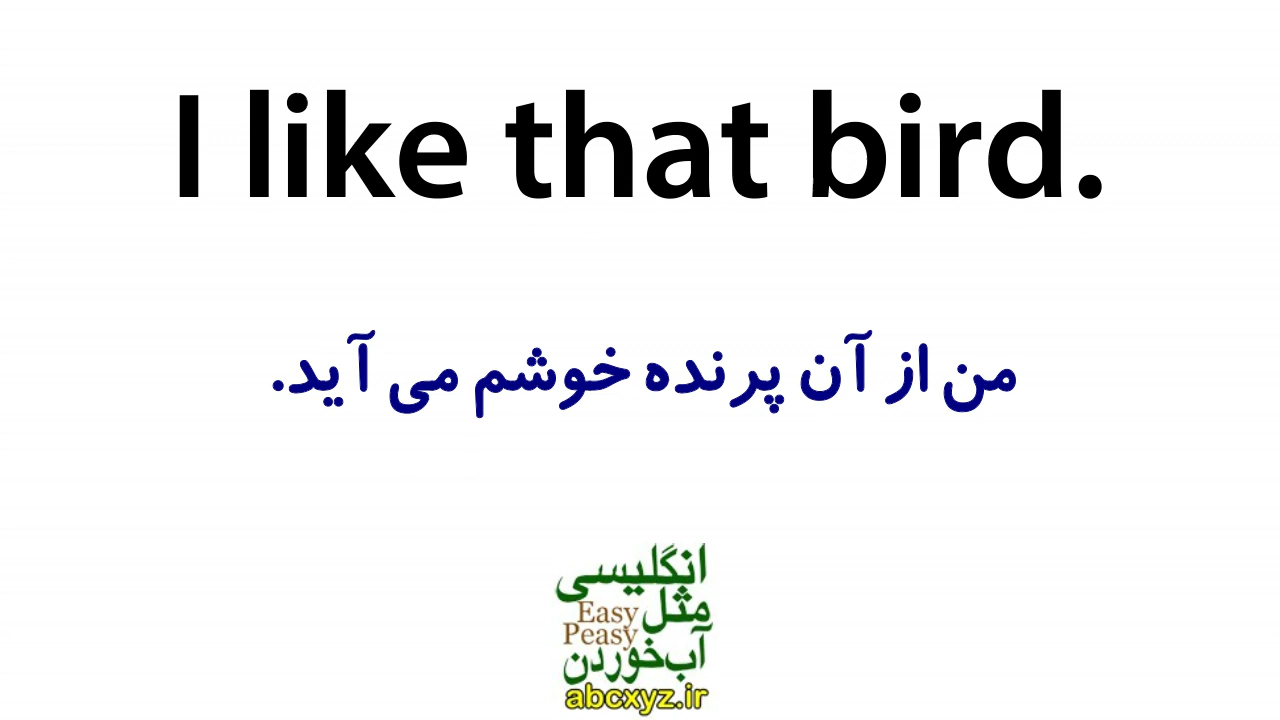 I like that bird.
من از آن پرنده خوشم می آید.
انگلیسی
مثل Easy
Peasy
آب خوردن
abcxyz.ir